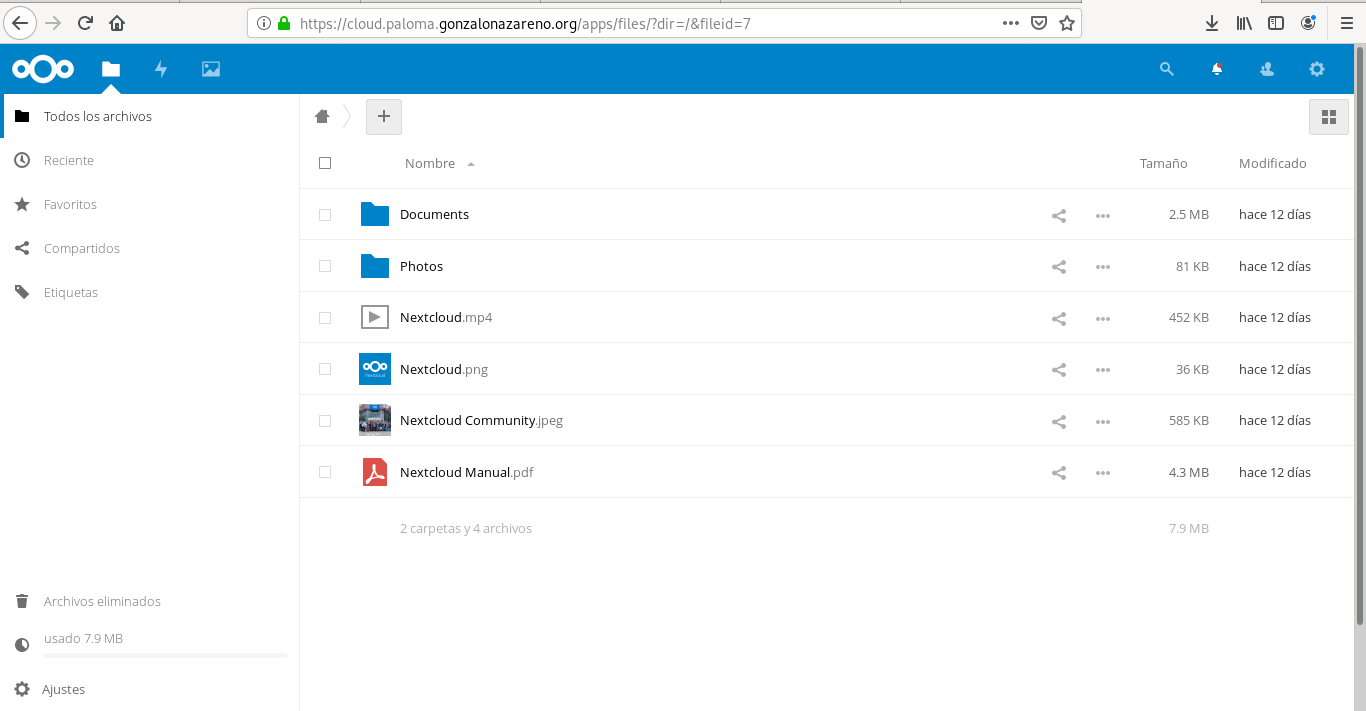 https://cloud.paloma.gonzalonazareno.org/apps/files/?dir=/&fileid=7
Todos los archivos
Reciente
Favoritos
Compartidos
Etiquetas
Archivos eliminados
usado 7.9 MB
Ajustes
Nombre Tamaño Modificado
Documents 2.5 MB hace 12 días
Photos 81 KB hace 12 días
Nextcloud.mp4 452 KB hace 12 días
Nextcloud.png 36 KB hace 12 días
Nextcloud Community.jpeg 585 KB hace 12 días
Nextcloud Manual.pdf 4.3 MB hace 12 días
2 carpetas y 4 archivos 7.9 MB